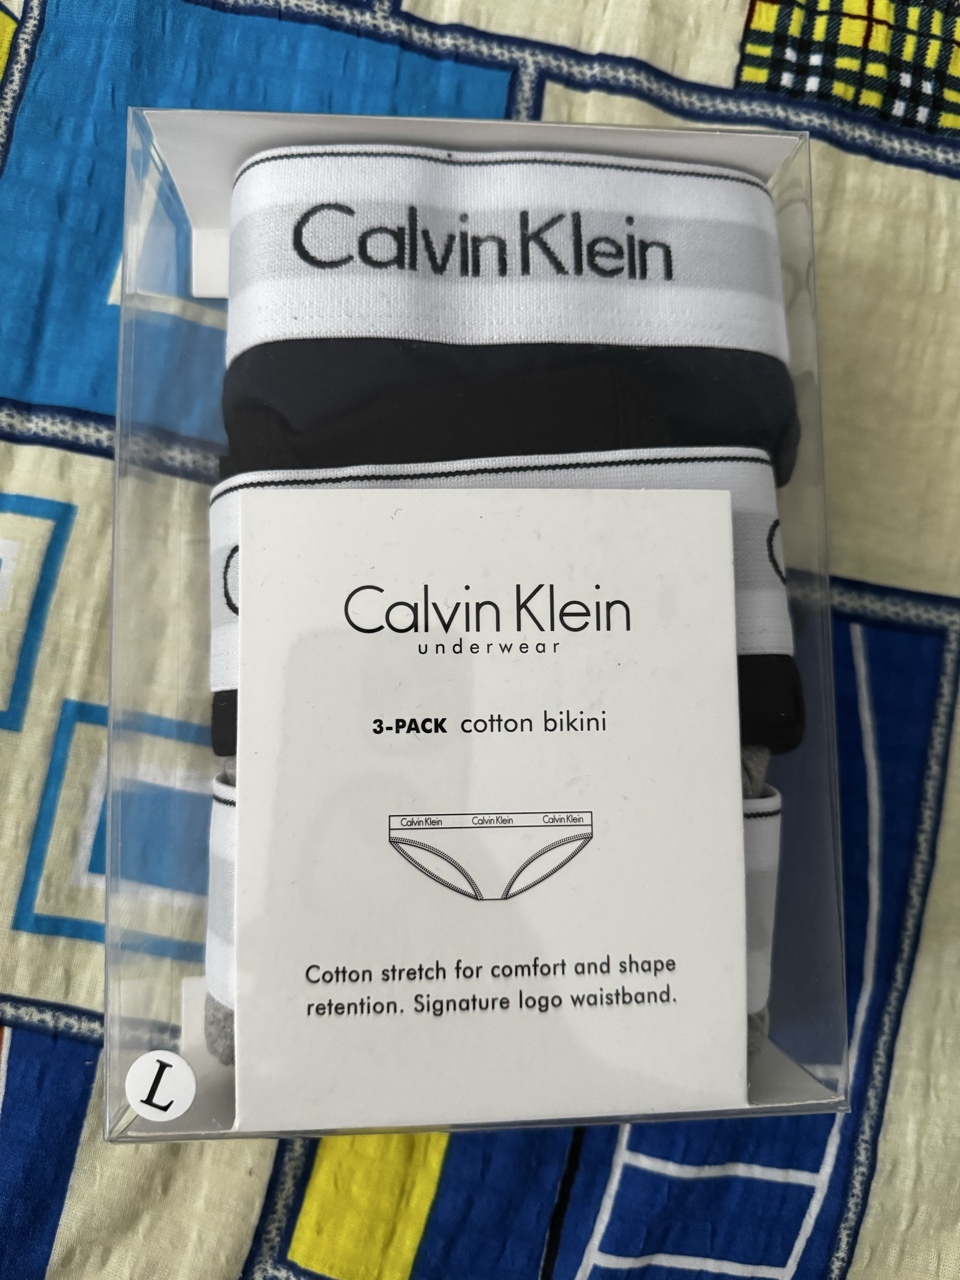 Calvin Klein
Calvin Klein
underwear
3-PACK cotton bikini
Calvin Klein Calvin Klein Calvin Klein
Cotton stretch for comfort and shape
retention. Signature logo waistband.
L